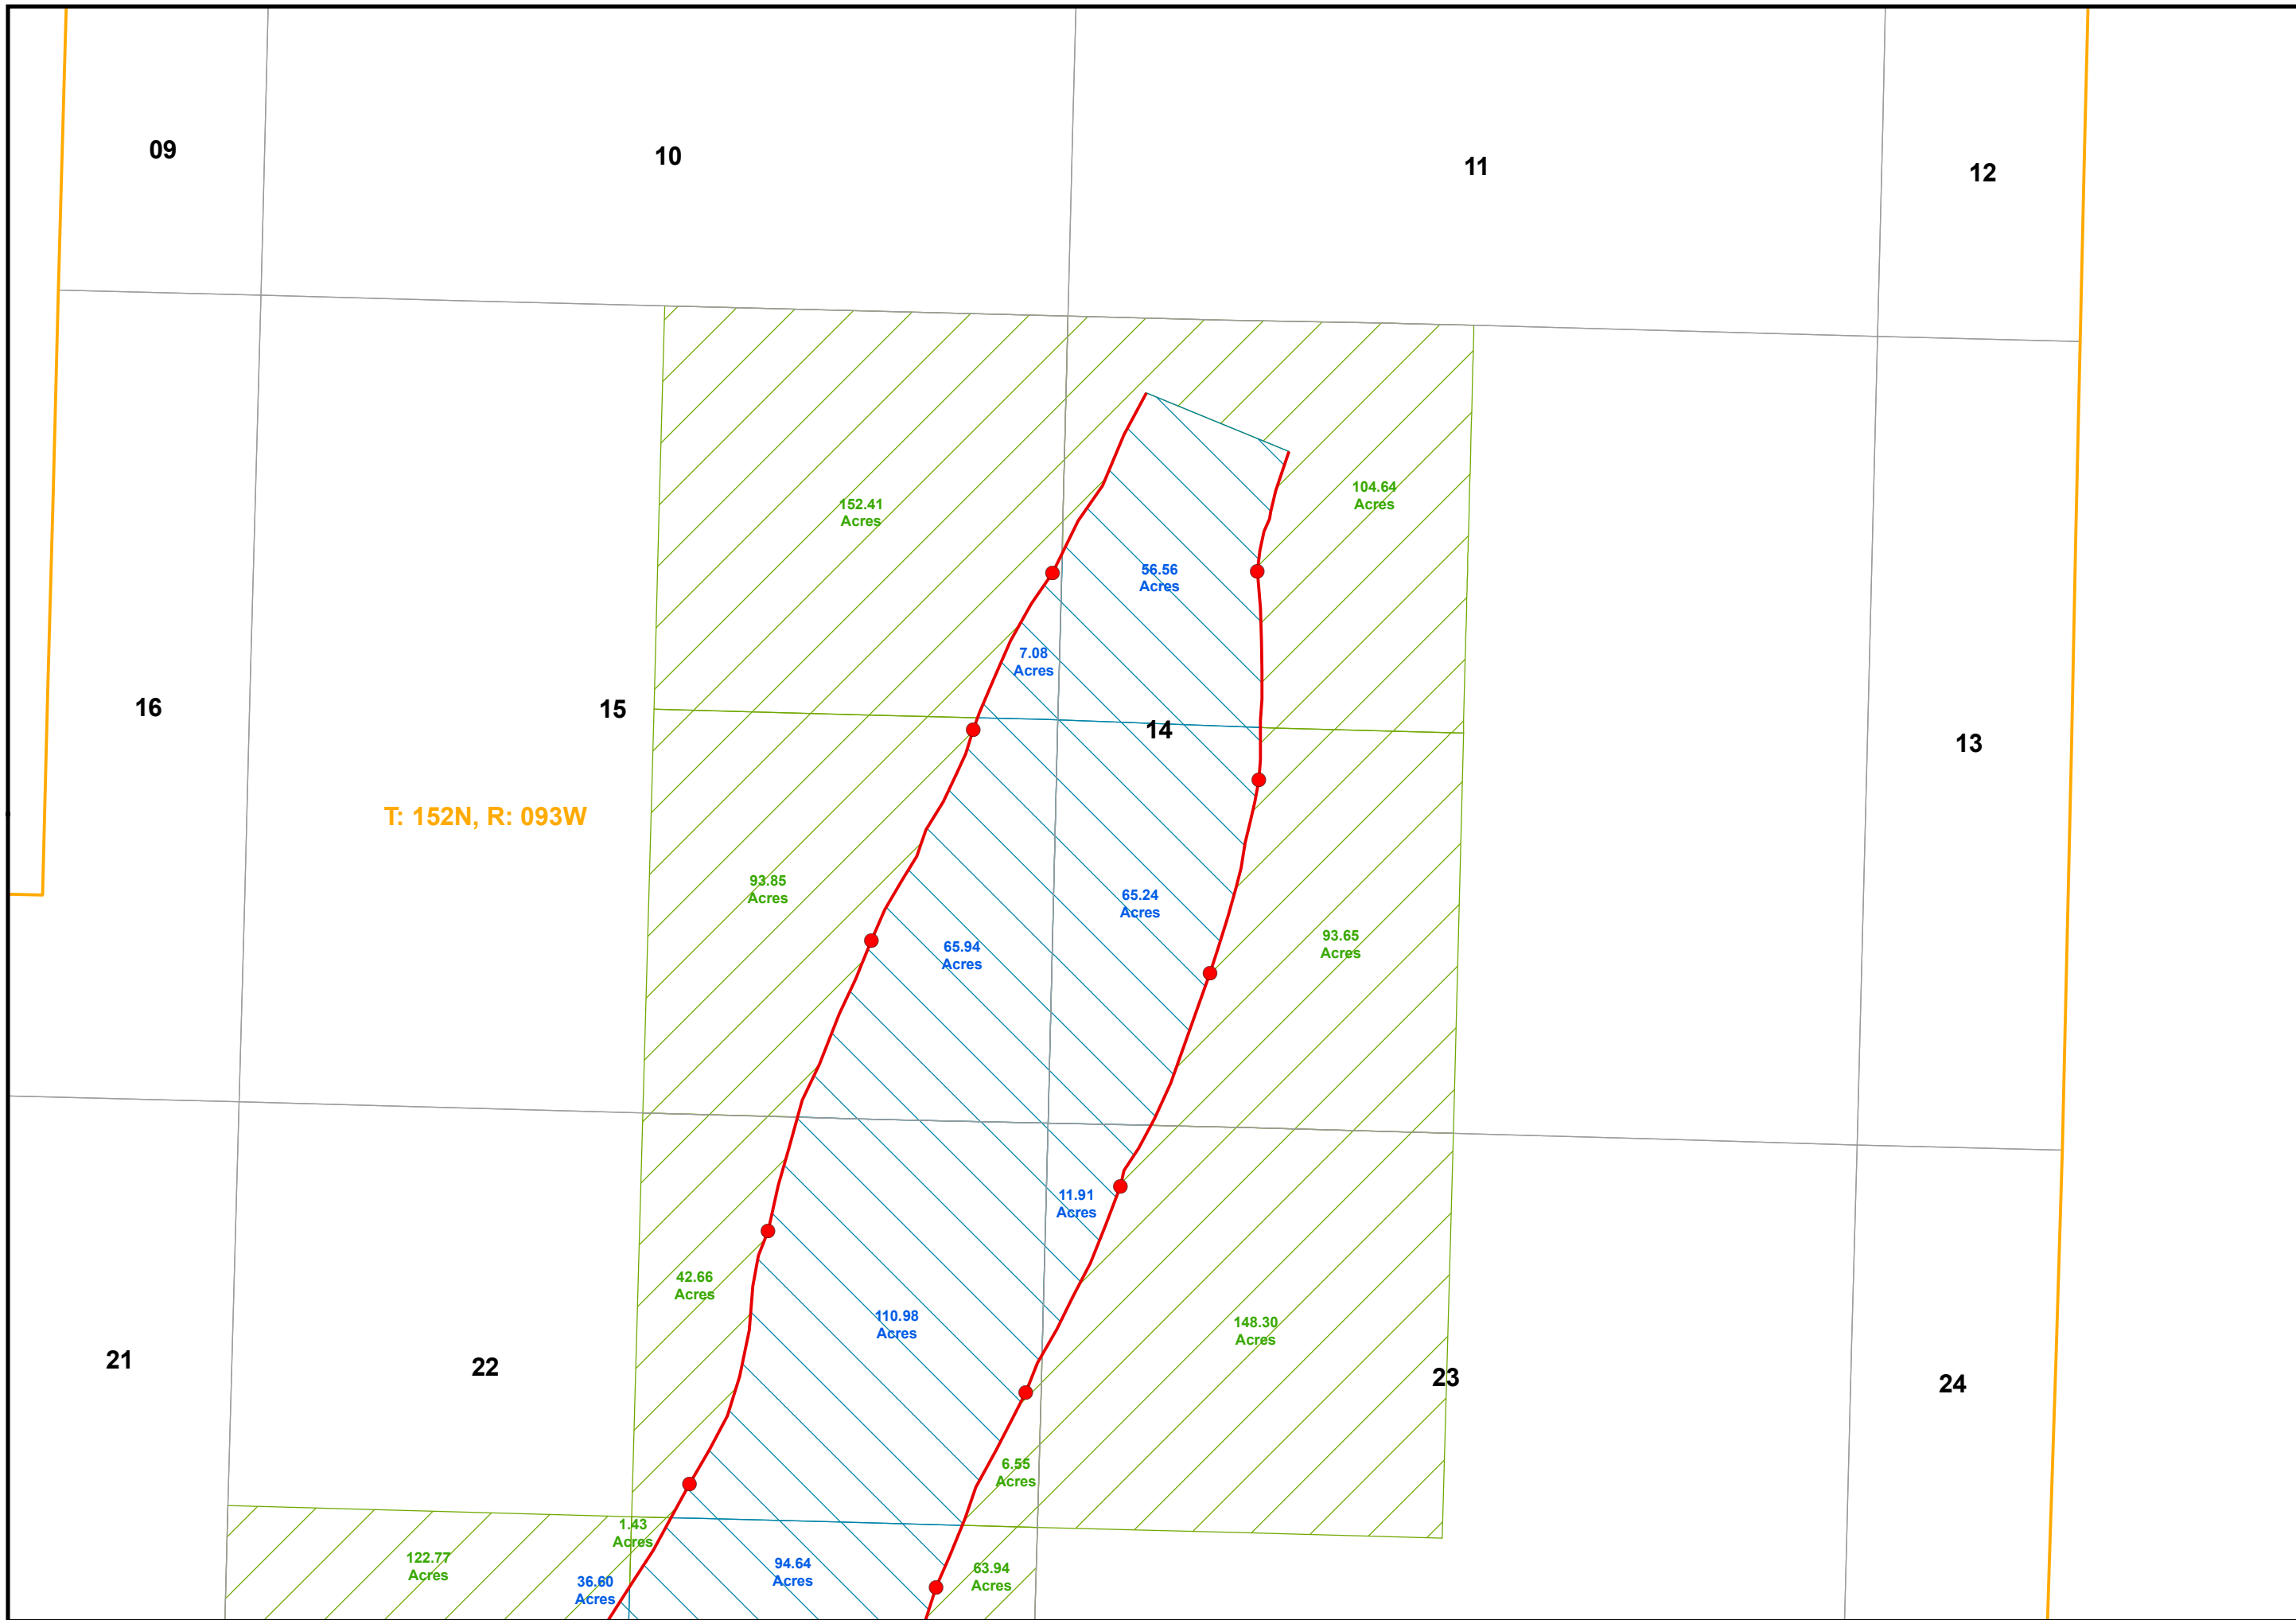 09
10
11
12
152.41
Acres
104.64
Acres
56.56
Acres
7.08
Acres
16
15
14
13
T: 152N, R: 093W
93.85
Acres
65.24
Acres
65.94
Acres
93.65
Acres
11.91
Acres
42.66
Acres
110.98
Acres
148.30
Acres
21
22
23
24
6.55
Acres
1.43
Acres
122.77
Acres
36.60
Acres
94.64
Acres
63.94
Acres